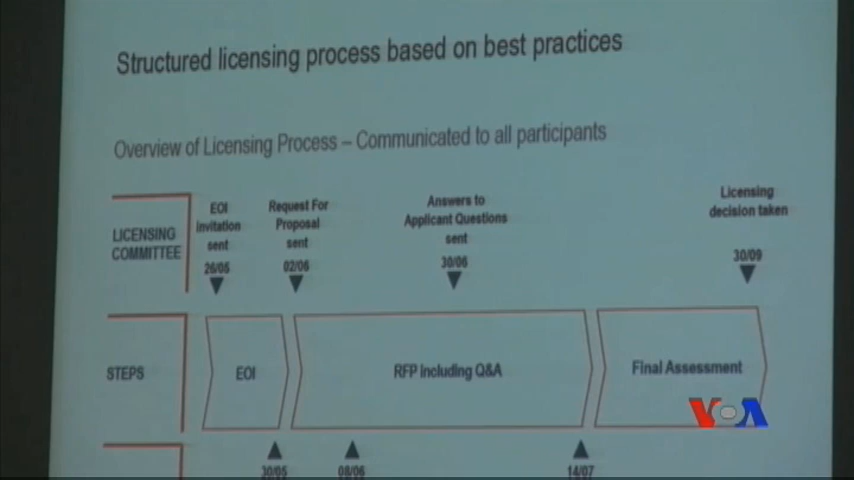 Structured licensing process based on best practices
Overview of Licensing Process – Communicated to all participants
LICENSING
COMMITTEE
EOI
Invitation
sent
26/05
Request For
Proposal
sent
02/06
Answers to
Applicant Questions
sent
30/06
Licensing
decision taken
30/09
STEPS
EOI
RFP Including Q&A
Final Assessment
VOA
30/05
08/06
14/07